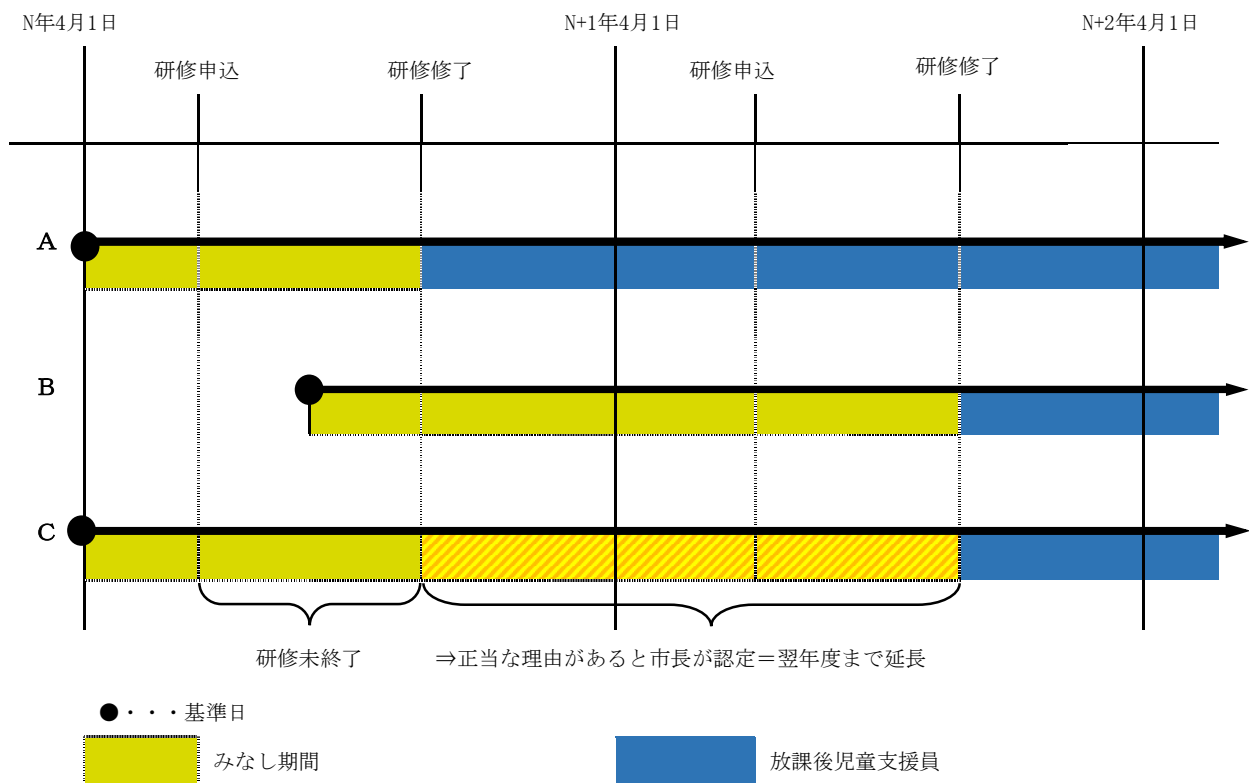 N年4月1日 N+1年4月1日 N+2年4月1日
研修申込 研修修了 研修申込 研修修了
A
B
C
研修未終了 ⇒正当な理由があると市長が認定＝翌年度まで延長
●・・・基準日
みなし期間 放課後児童支援員